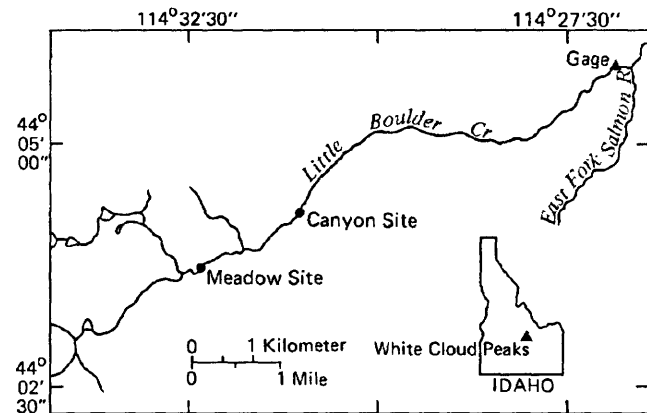 114°32'30"
114°27'30"
Gage
44°
05'
00"
Little Boulder Cr
East Fork Salmon R
Canyon Site
Meadow Site
0 1 Kilometer
0 1 Mile
White Cloud Peaks
IDAHO
44°
02'
30"